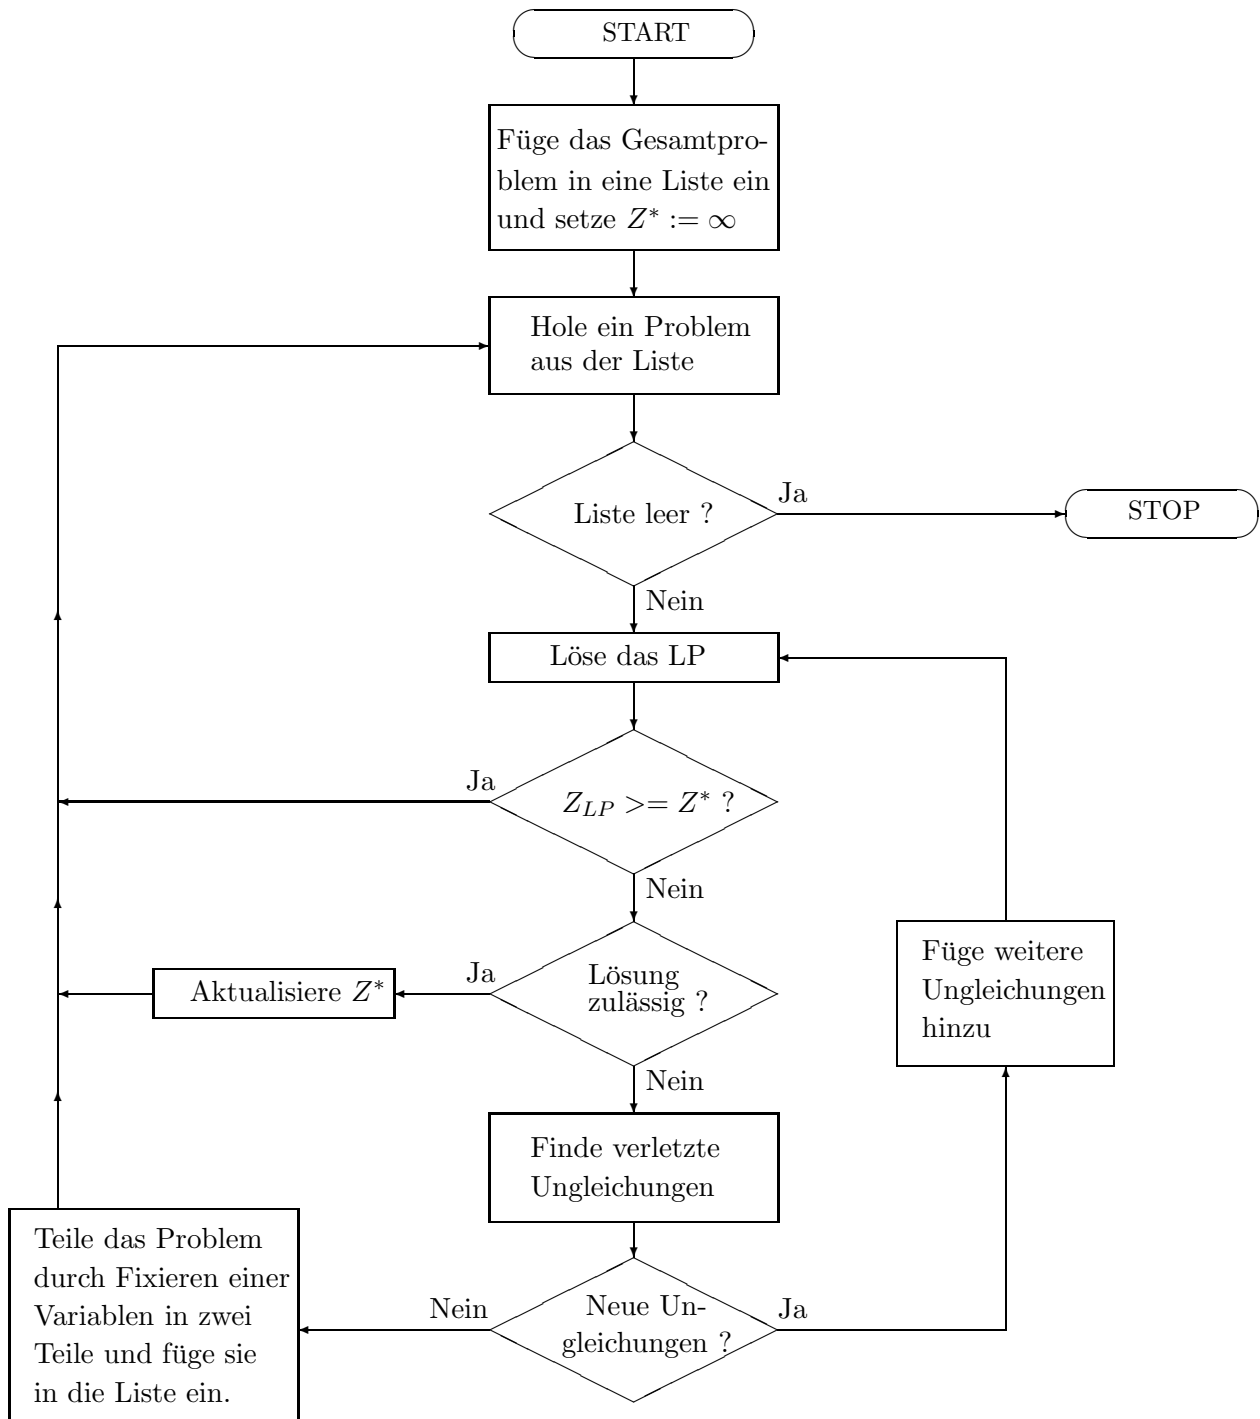 START
Füge das Gesamtpro-
blem in eine Liste ein
und setze Z* := ∞
Hole ein Problem
aus der Liste
Liste leer ?
Ja
STOP
Nein
Löse das LP
Ja
Z_{LP} >= Z* ?
Nein
Füge weitere
Ungleichungen
hinzu
Lösung
zulässig ?
Ja
Aktualisiere Z*
Nein
Finde verletzte
Ungleichungen
Teile das Problem
durch Fixieren einer
Variablen in zwei
Teile und füge sie
in die Liste ein.
Nein
Neue Un-
gleichungen ?
Ja